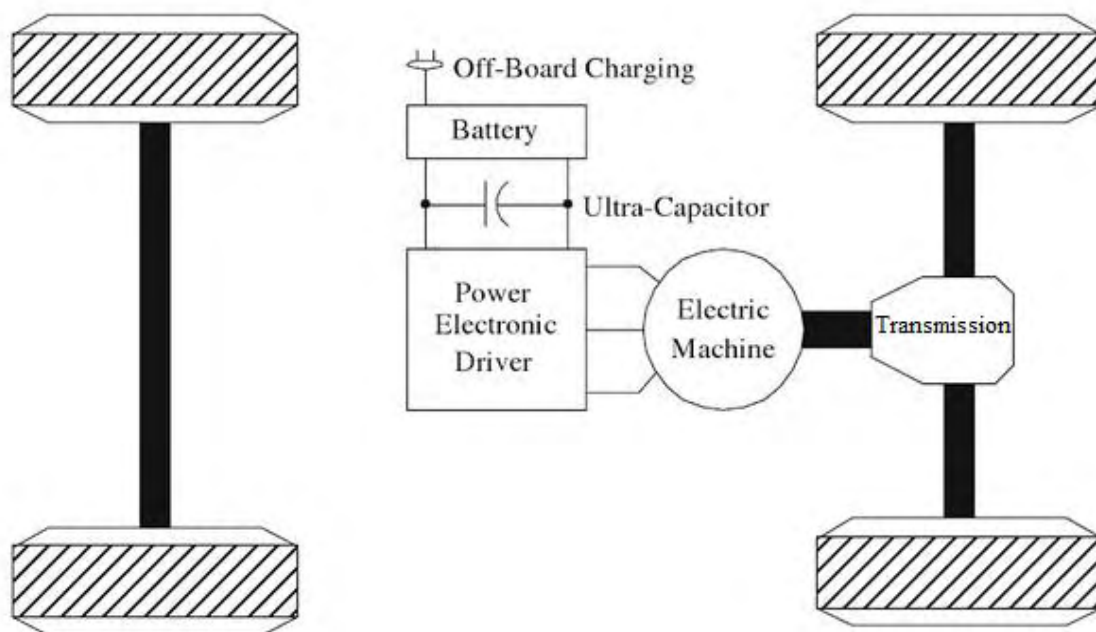 Off-Board Charging
Battery
Ultra-Capacitor
Power
Electronic
Driver
Electric
Machine
Transmission